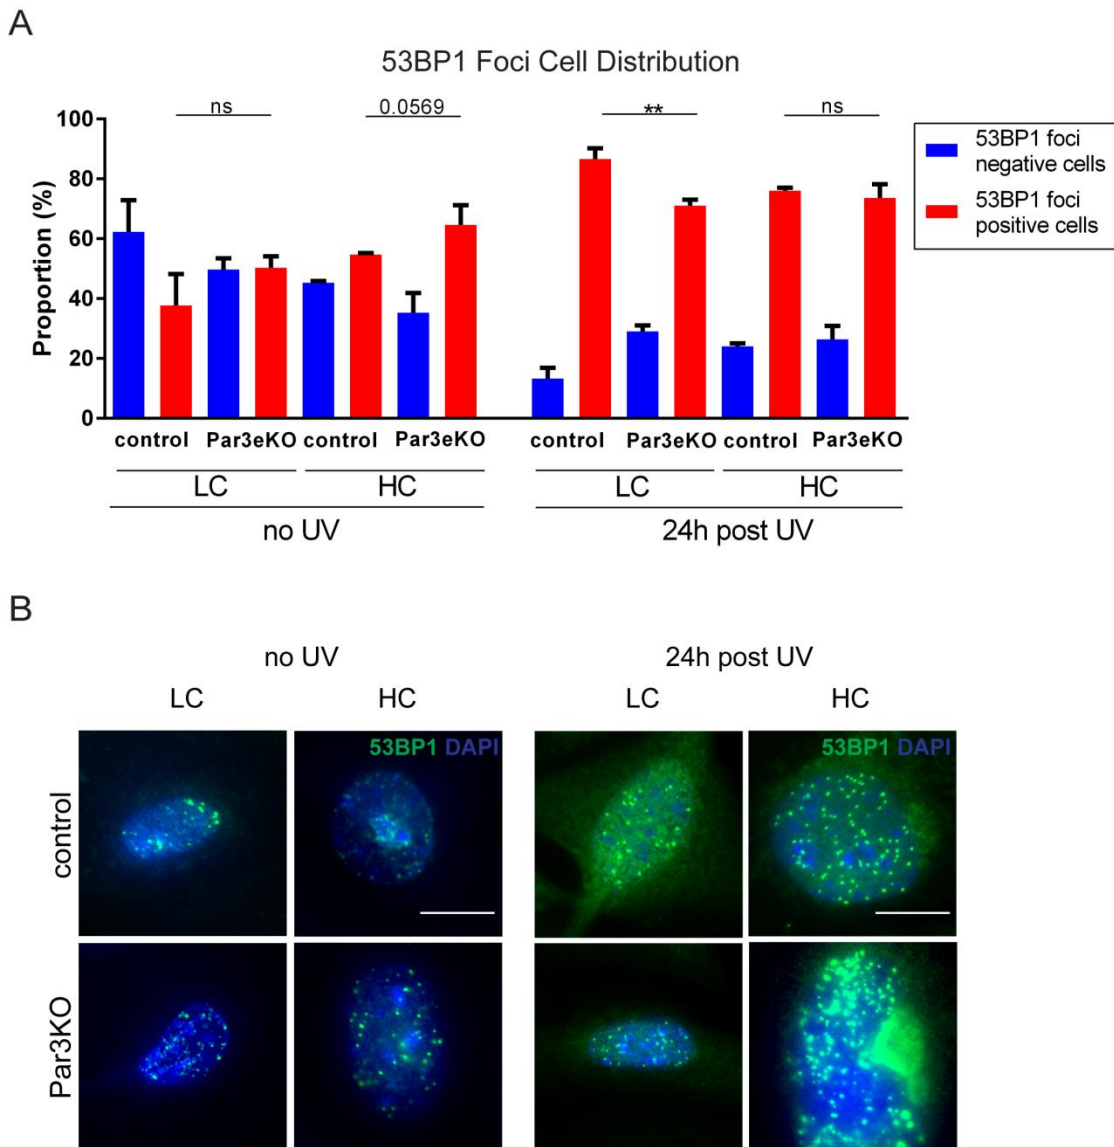 A
53BP1 Foci Cell Distribution
ns
0.0569
**
ns
100
80
60
40
20
0
Proportion (%)
53BP1 foci
negative cells
53BP1 foci
positive cells
control
Par3eKO
control
Par3eKO
control
Par3eKO
control
Par3eKO
LC
HC
LC
HC
no UV
24h post UV
B
no UV
24h post UV
LC
HC
LC
HC
control
53BP1 DAPI
53BP1 DAPI
Par3KO